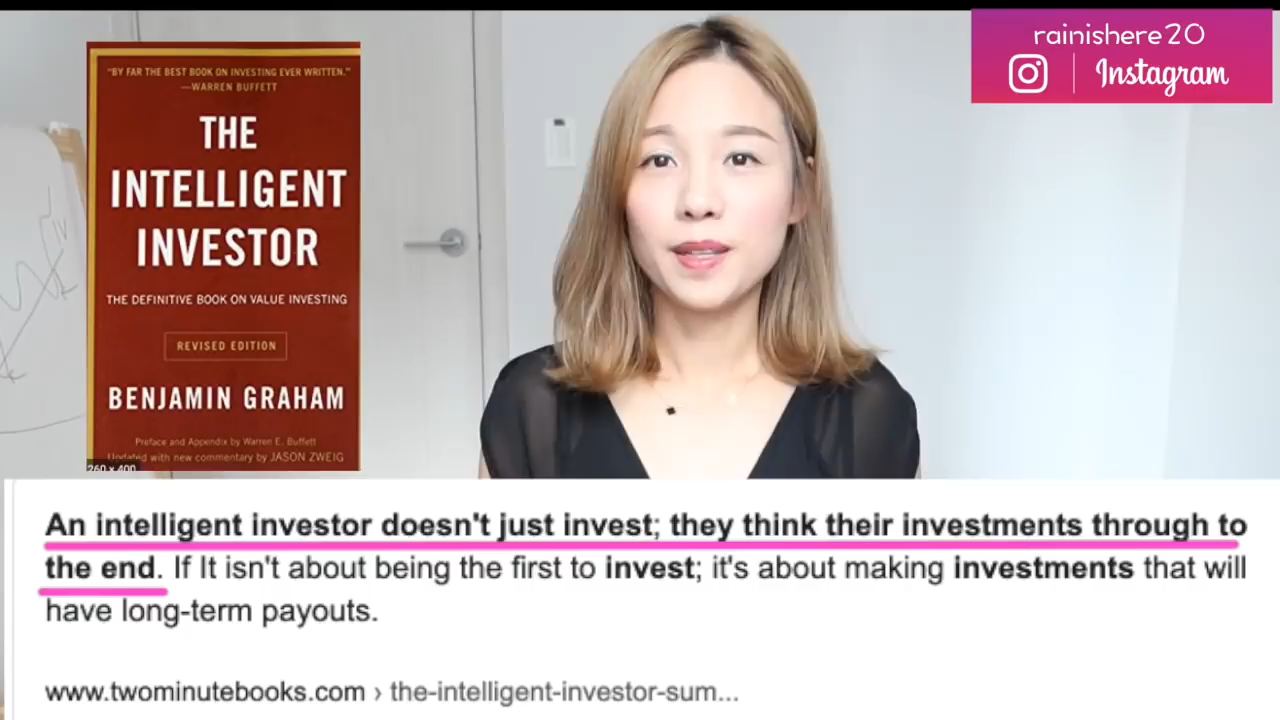 rainishere20
Instagram
"BY FAR THE BEST BOOK ON INVESTING EVER WRITTEN."
—WARREN BUFFETT
THE
INTELLIGENT
INVESTOR
THE DEFINITIVE BOOK ON VALUE INVESTING
REVISED EDITION
BENJAMIN GRAHAM
Preface and Appendix by Warren E. Buffett
Updated with new commentary by JASON ZWEIG
260 × 400
An intelligent investor doesn't just invest; they think their investments through to
the end. If It isn't about being the first to invest; it's about making investments that will
have long-term payouts.
www.twominutebooks.com › the-intelligent-investor-sum...